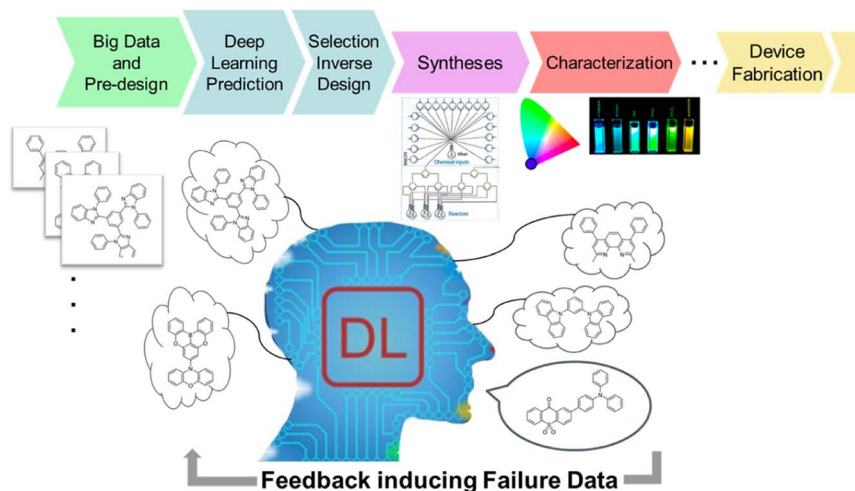 Big Data
and
Pre-design
Deep
Learning
Prediction
Selection
Inverse
Design
Syntheses
Characterization
...
Device
Fabrication
Chemical inputs
Reactors
DL
Feedback inducing Failure Data